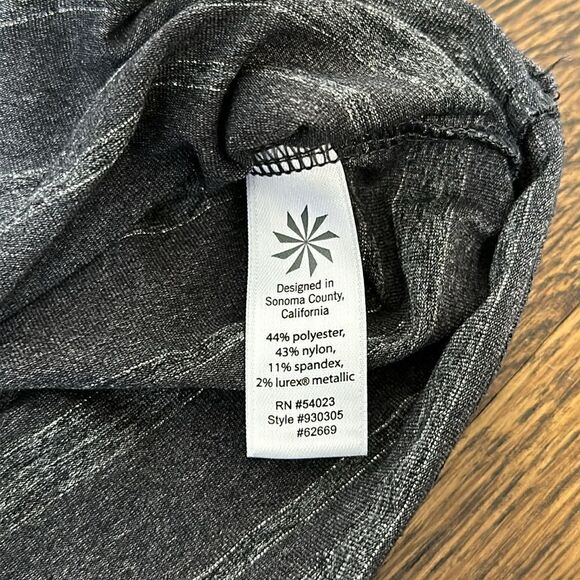 Designed in
Sonoma County,
California
44% polyester,
43% nylon,
11% spandex,
2% lurex® metallic
RN #54023
Style #930305
#62669